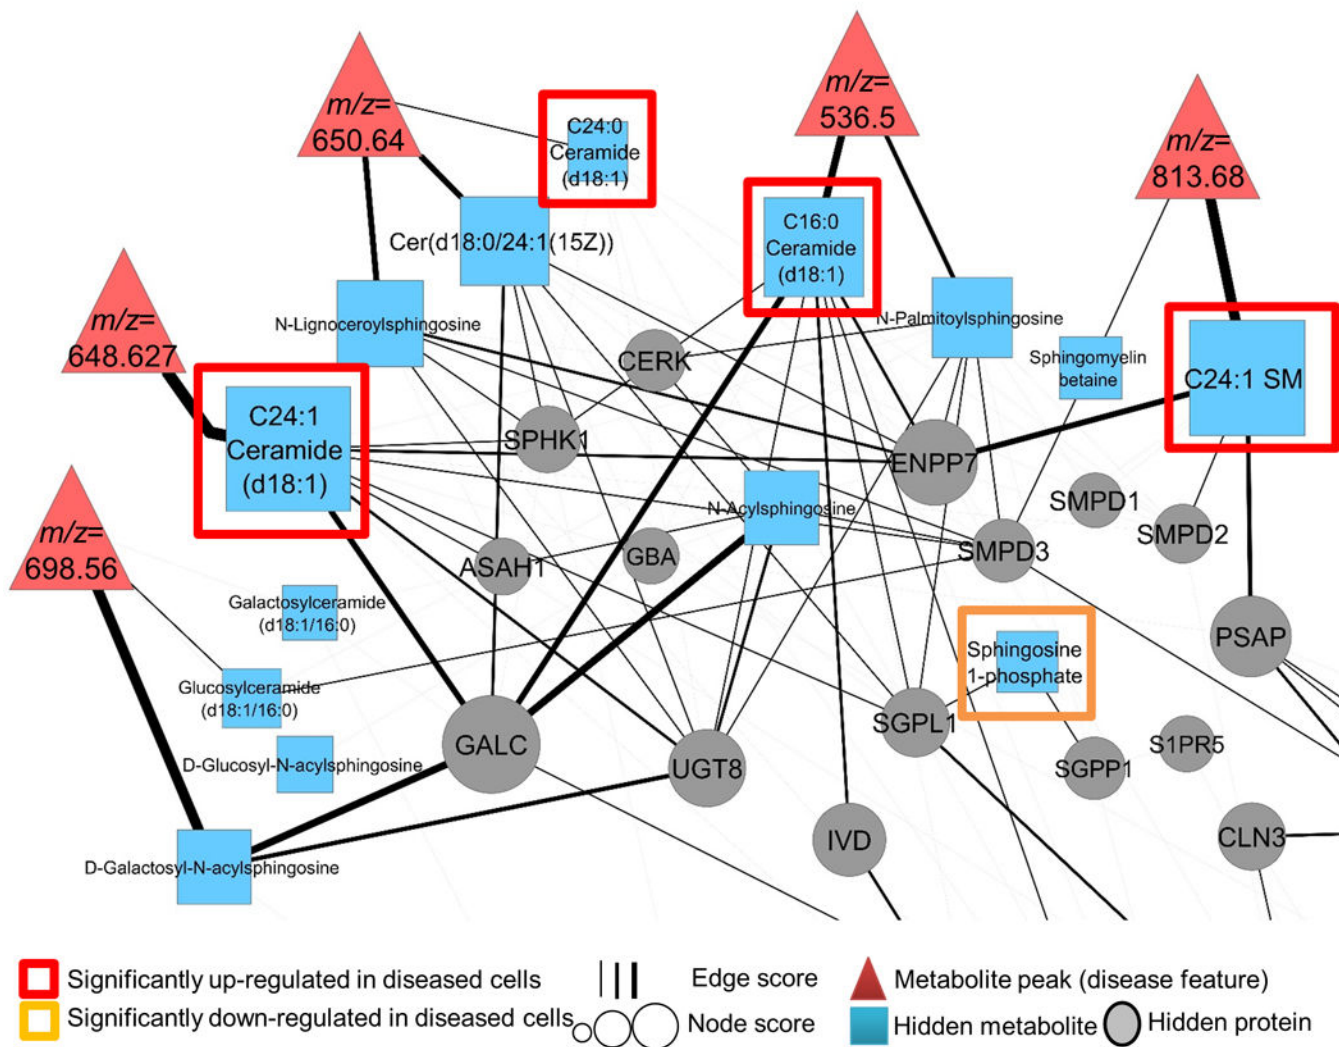 m/z=
650.64
C24:0
Ceramide
(d18:1)
m/z=
536.5
m/z=
813.68
Cer(d18:0/24:1(15Z))
C16:0
Ceramide
(d18:1)
m/z=
648.627
N-Lignoceroylsphingosine
N-Palmitoylsphingosine
CERK
Sphingomyelin
betaine
C24:1 SM
C24:1
Ceramide
(d18:1)
SPHK1
ENPP7
m/z=
698.56
N-Acylsphingosine
SMPD1
SMPD2
SMPD3
ASAH1
GBA
Galactosylceramide
(d18:1/16:0)
PSAP
Sphingosine
1-phosphate
Glucosylceramide
(d18:1/16:0)
SGPL1
GALC
UGT8
S1PR5
SGPP1
D-Glucosyl-N-acylsphingosine
IVD
CLN3
D-Galactosyl-N-acylsphingosine
Significantly up-regulated in diseased cells
Edge score
Metabolite peak (disease feature)
Significantly down-regulated in diseased cells
Node score
Hidden metabolite
Hidden protein